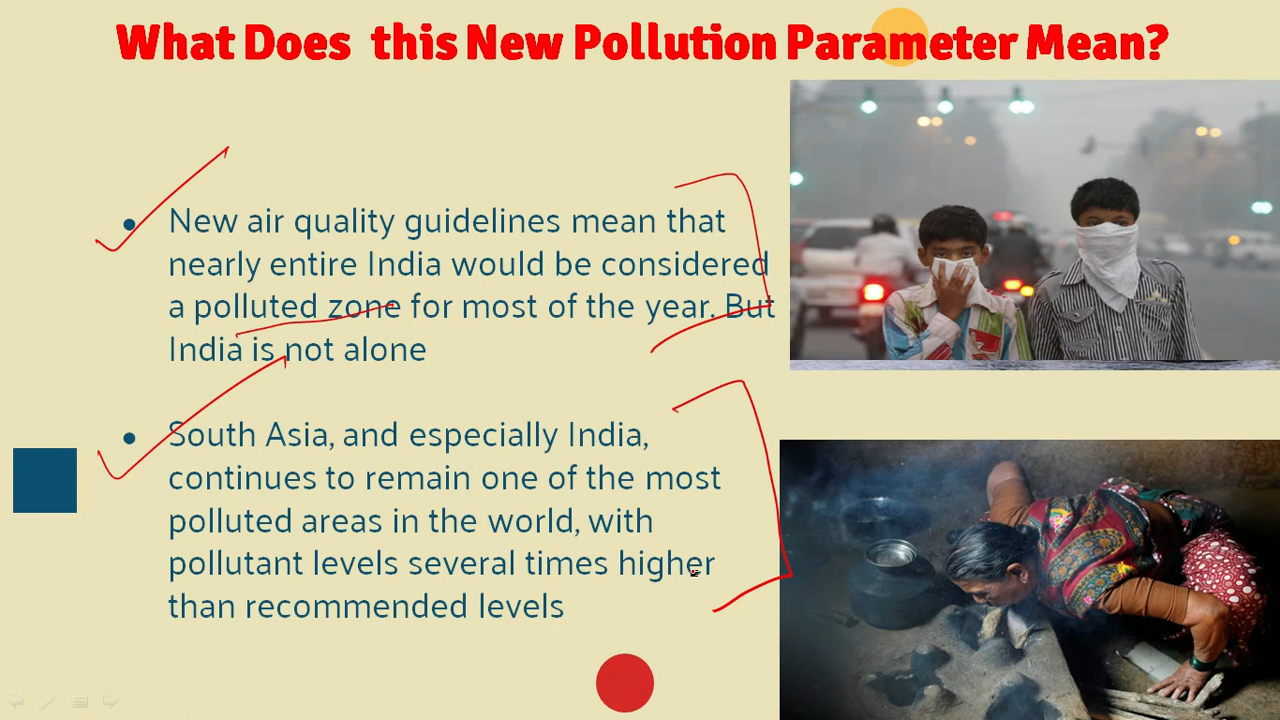 What Does this New Pollution Parameter Mean?
New air quality guidelines mean that
nearly entire India would be considered
a polluted zone for most of the year. But
India is not alone
South Asia, and especially India,
continues to remain one of the most
polluted areas in the world, with
pollutant levels several times higher
than recommended levels